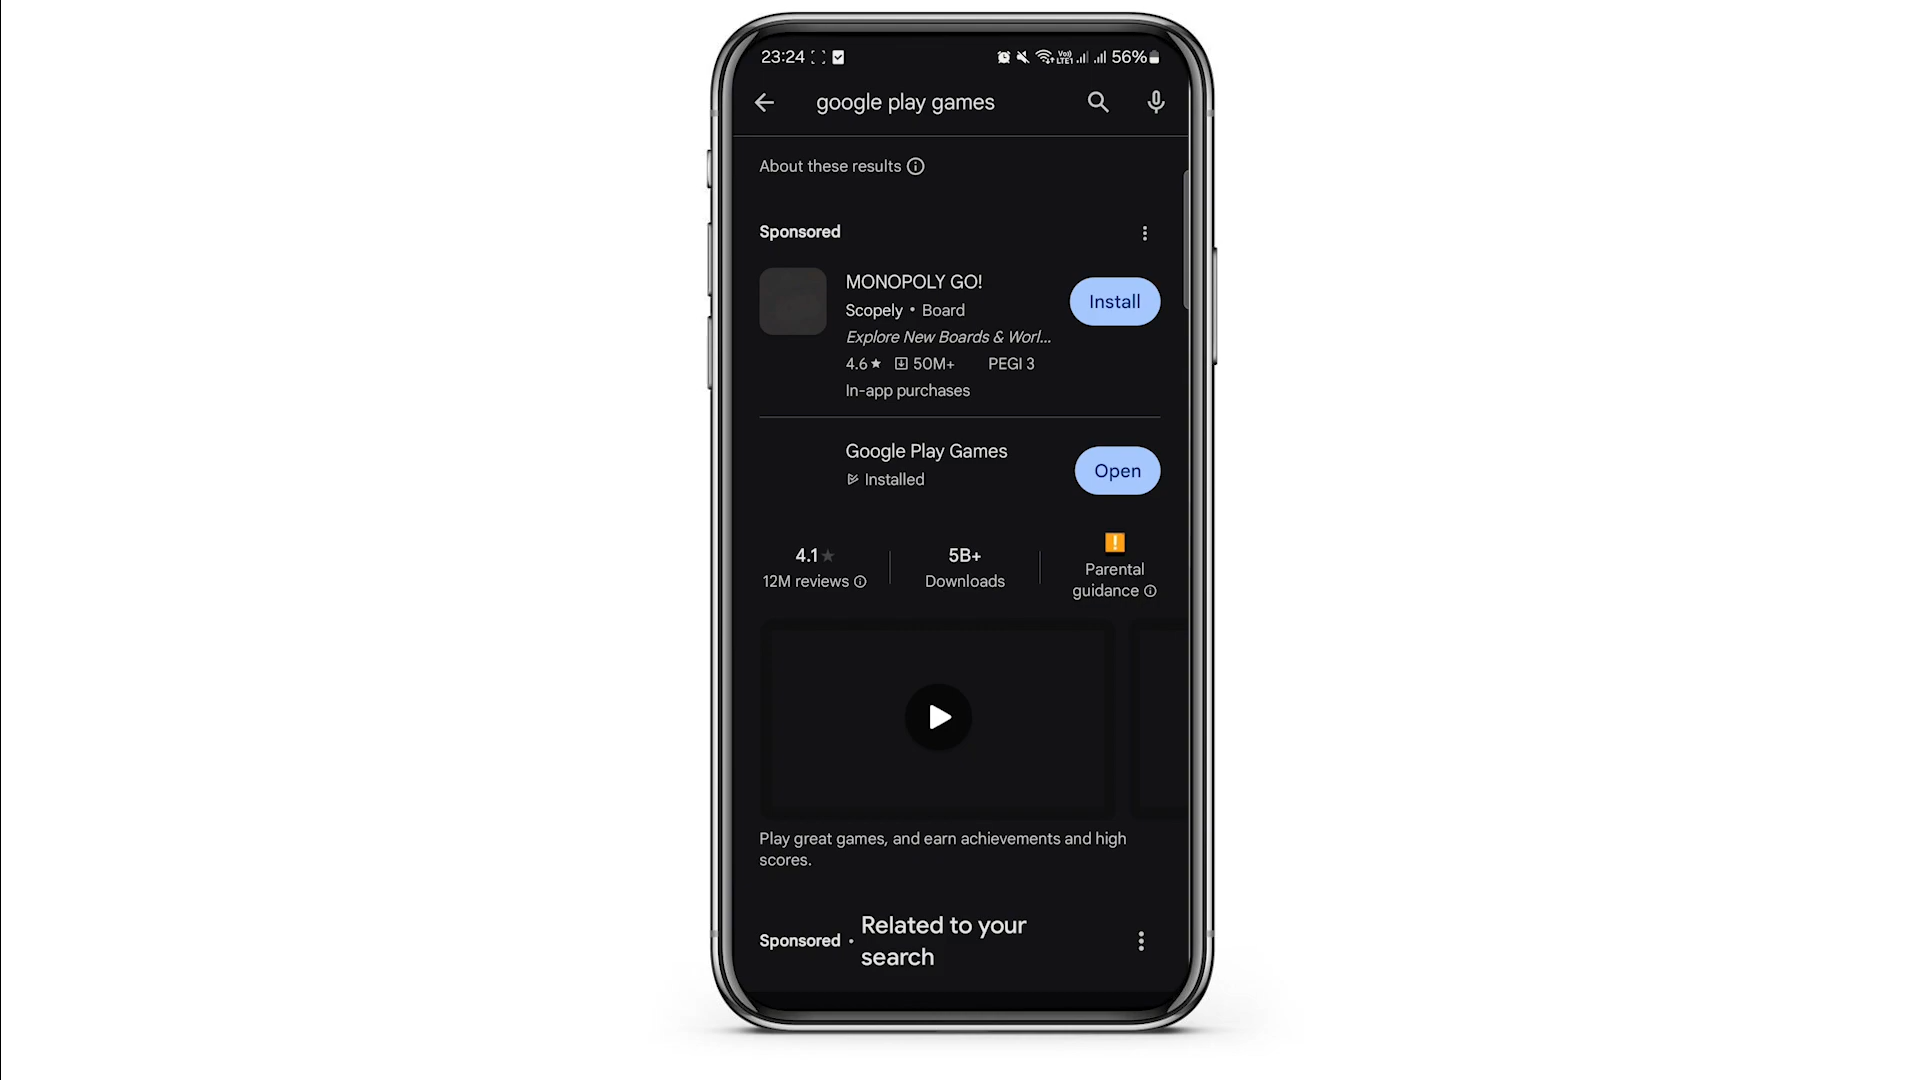 23:24 56%
google play games
About these results
Sponsored
MONOPOLY GO!
Scopely • Board
Explore New Boards & Worl...
4.6★ 50M+ PEGI 3
In-app purchases
Google Play Games
Installed
Install
Open
4.1★
12M reviews
5B+
Downloads
Parental
guidance
Play great games, and earn achievements and high
scores.
Sponsored •
Related to your
search